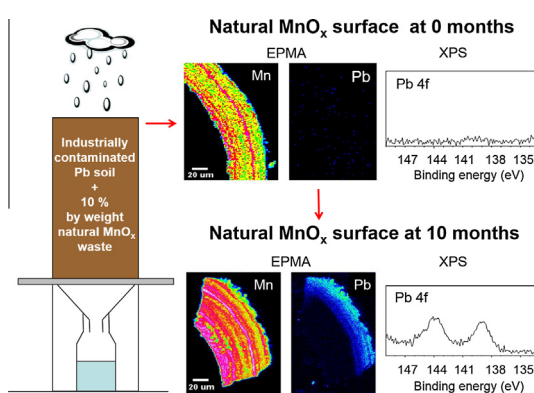 Natural MnOx surface at 0 months
EPMA
XPS
Mn
Pb
20 um
Pb 4f
147 144 141 138 135
Binding energy (eV)
Industrially
contaminated
Pb soil
+
10 %
by weight
natural MnOx
waste
Natural MnOx surface at 10 months
EPMA
XPS
Mn
Pb
20 um
Pb 4f
147 144 141 138 135
Binding energy (eV)